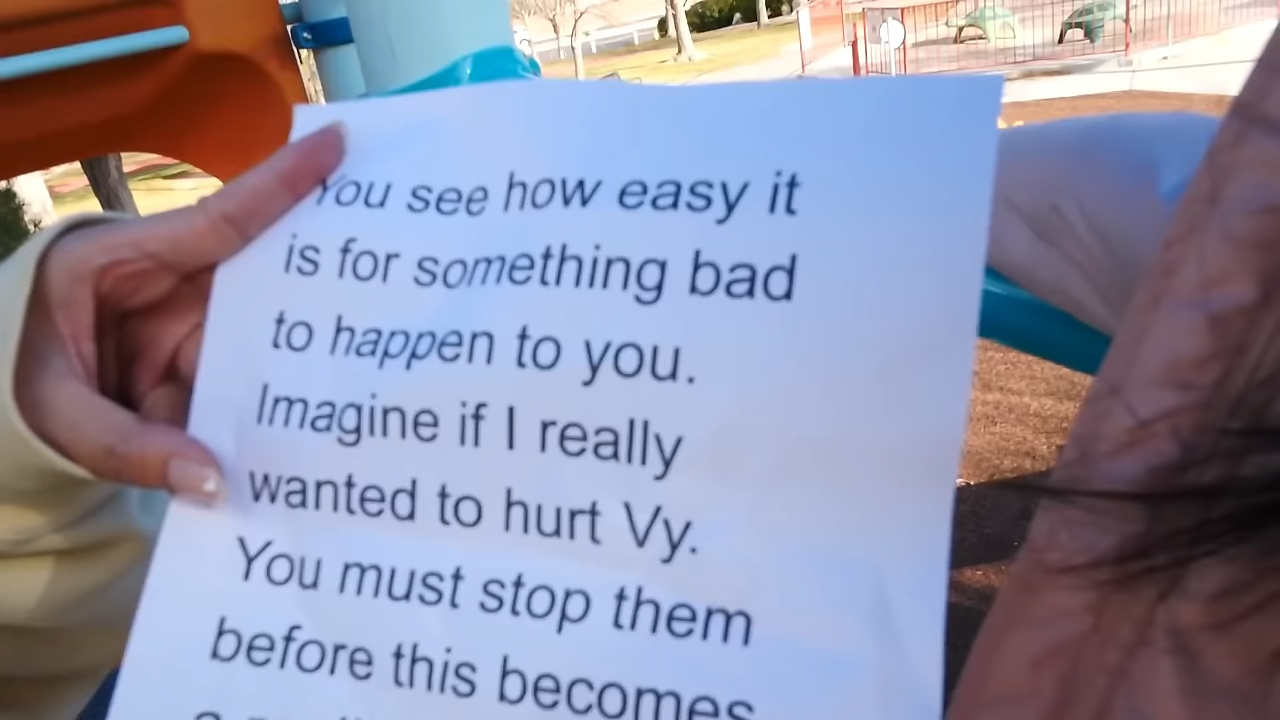 You see how easy it
is for something bad
to happen to you.
Imagine if I really
wanted to hurt Vy.
You must stop them
before this becomes
a